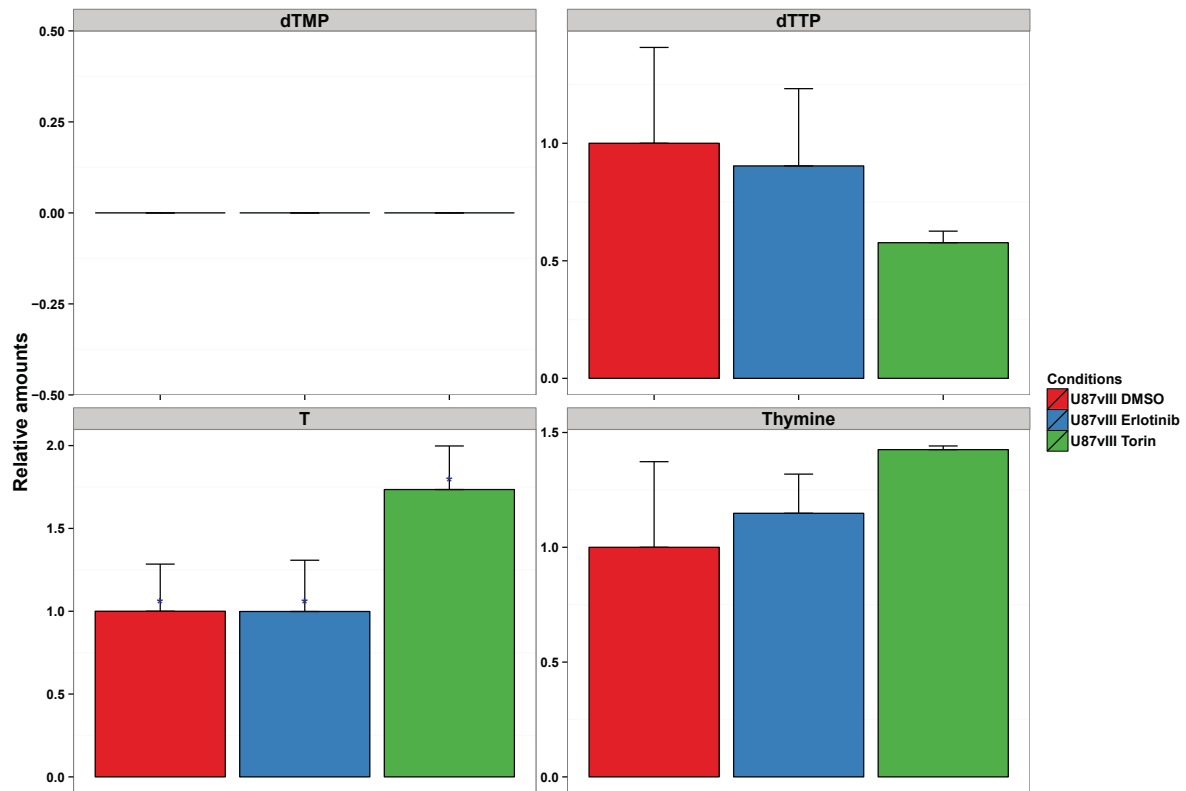 dTMP
dTTP
0.50
0.25
0.00
−0.25
−0.50
1.0
0.5
0.0
Relative amounts
T
Thymine
2.0
1.5
1.0
0.5
0.0
*
*
*
1.5
1.0
0.5
0.0
Conditions
U87vIII DMSO
U87vIII Erlotinib
U87vIII Torin